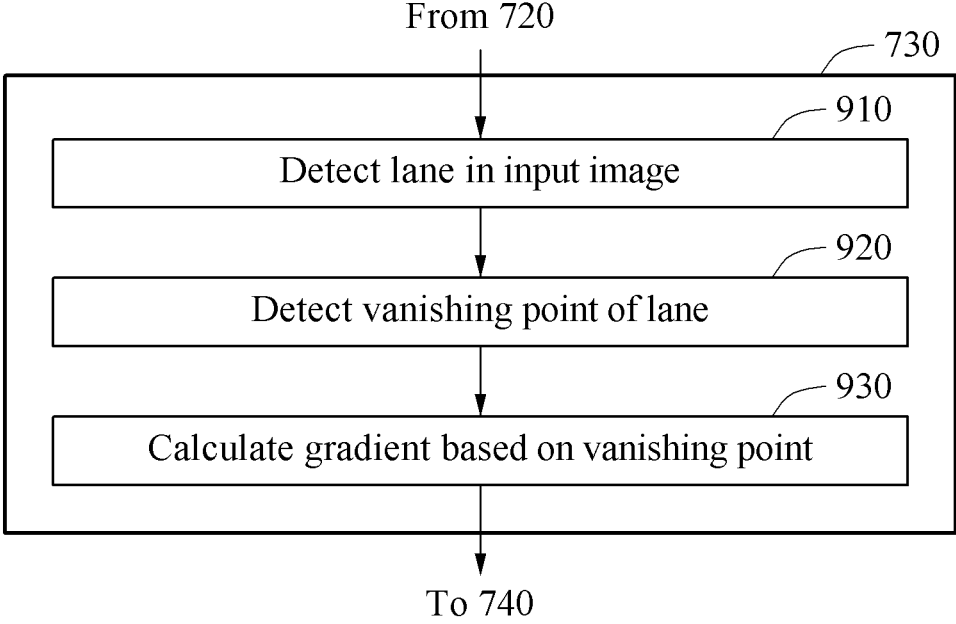 From 720
730
910
Detect lane in input image
920
Detect vanishing point of lane
930
Calculate gradient based on vanishing point
To 740